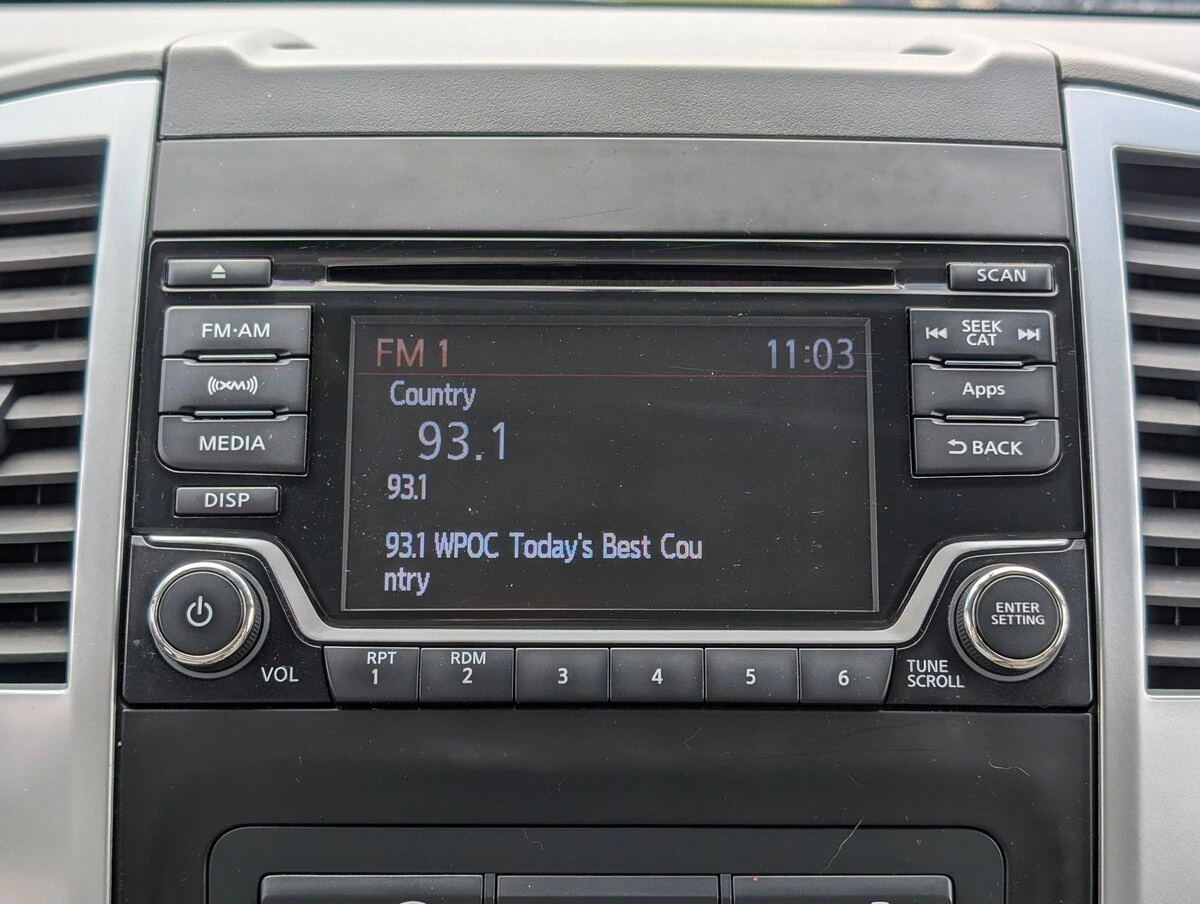 SCAN
FM·AM
SEEK
CAT
XM
Apps
MEDIA
BACK
DISP
FM 1 11:03
Country
93.1
93.1
93.1 WPOC Today's Best Cou
ntry
VOL
RPT
1
RDM
2
3
4
5
6
TUNE
SCROLL
ENTER
SETTING